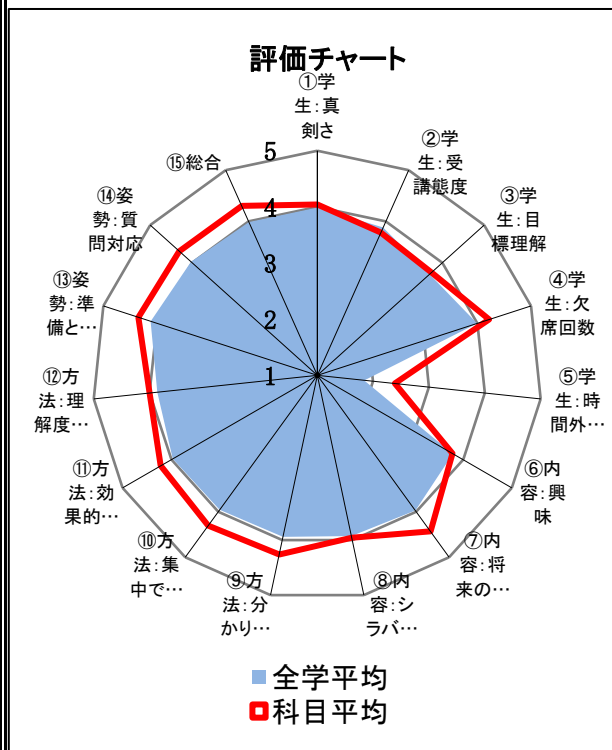 評価チャート
①学
生:真
剣さ
②学
生:受
講態度
③学
生:目
標理解
④学
生:欠
席回数
⑤学
生:時
間外…
⑥内
容:興
味
⑦内
容:将
来の…
⑧内
容:シ
ラバ…
⑨方
法:分
かり…
⑩方
法:集
中で…
⑪方
法:効
果的…
⑫方
法:理
解度…
⑬姿
勢:準
備と…
⑭姿
勢:質
問対応
⑮総合
5
4
3
2
1
全学平均
科目平均